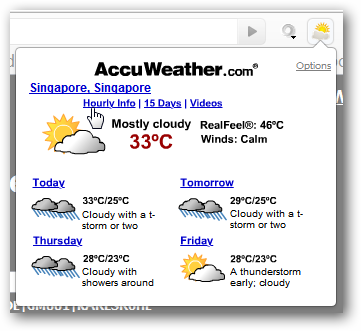 AccuWeather.com®
Options
Singapore, Singapore
Hourly Info | 15 Days | Videos
Mostly cloudy
33ºC
RealFeel®: 46ºC
Winds: Calm
Today
33ºC/25ºC
Cloudy with a t-
storm or two
Tomorrow
29ºC/25ºC
Cloudy with a t-
storm or two
Thursday
28ºC/23ºC
Cloudy with
showers around
Friday
28ºC/23ºC
A thunderstorm
early; cloudy